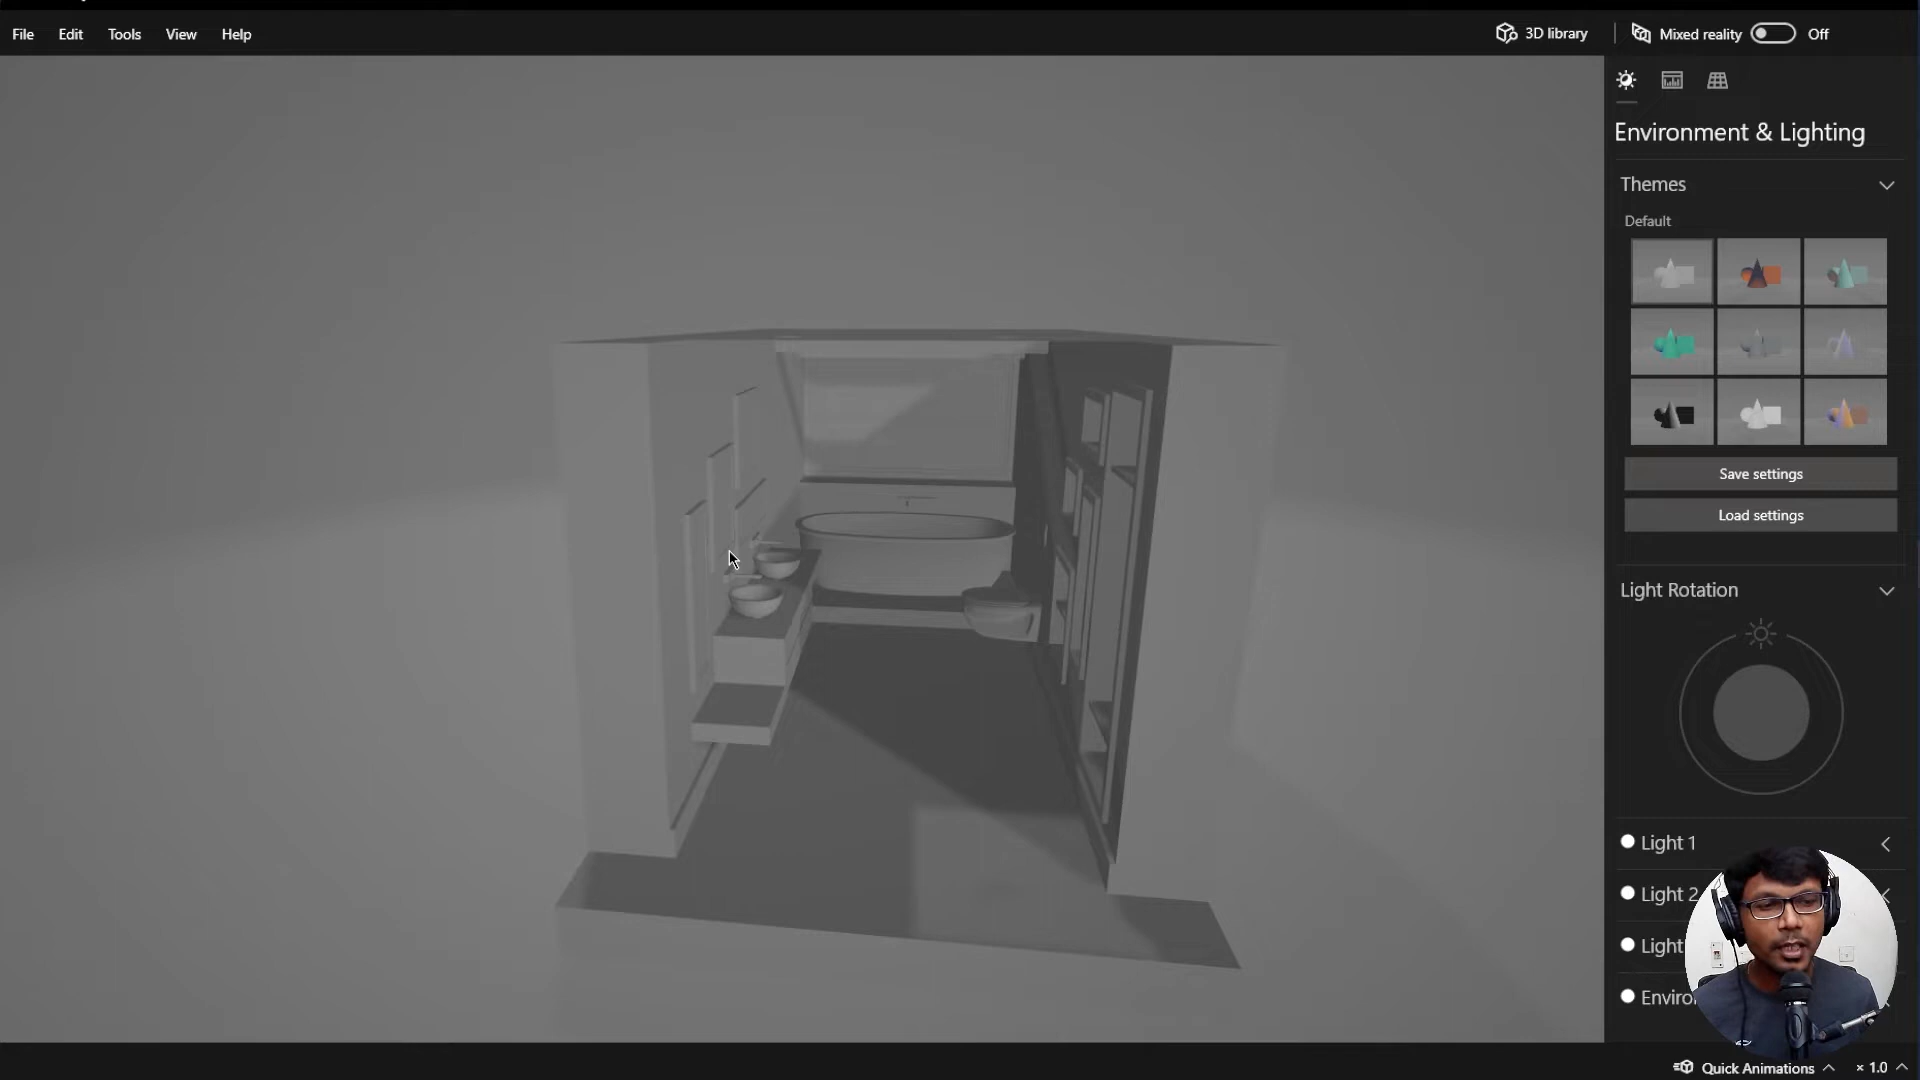 File Edit Tools View Help 3D library Mixed reality Off
Environment & Lighting
Themes
Default
Save settings
Load settings
Light Rotation
Light 1
Light 2
Light
Quick Animations × 1.0